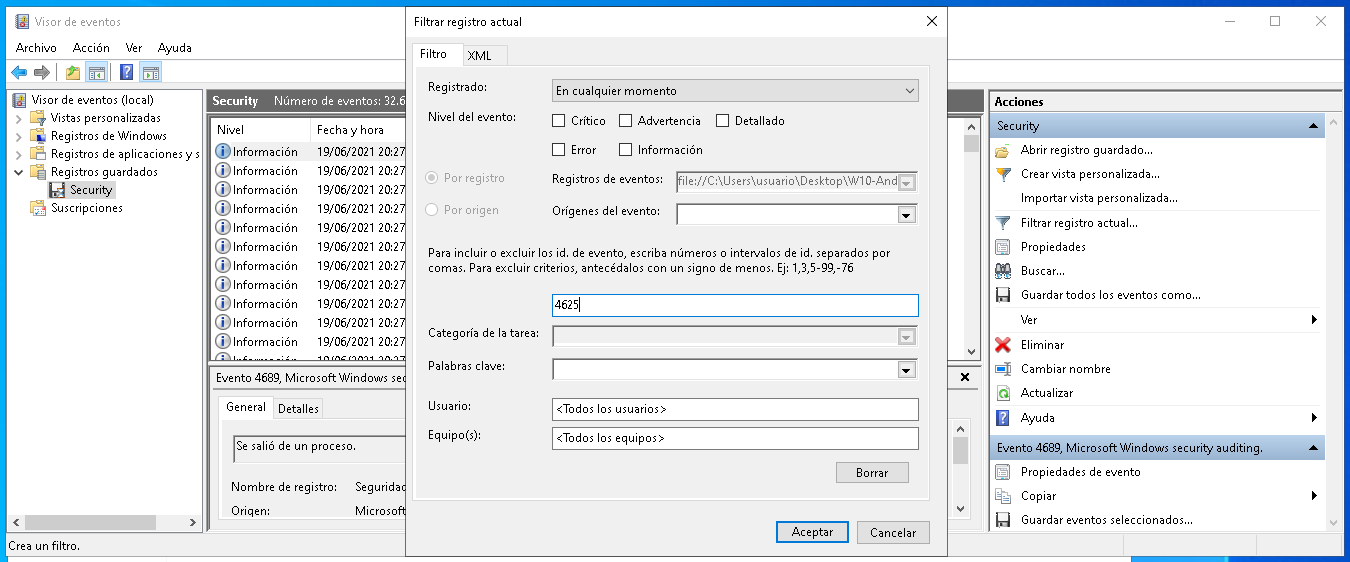 Visor de eventos
Archivo Acción Ver Ayuda
Visor de eventos (local)
Vistas personalizadas
Registros de Windows
Registros de aplicaciones y s
Registros guardados
Security
Suscripciones
Security Número de eventos: 32.6
Nivel Fecha y hora
Información 19/06/2021 20:27
Información 19/06/2021 20:27
Información 19/06/2021 20:27
Información 19/06/2021 20:27
Información 19/06/2021 20:27
Información 19/06/2021 20:27
Información 19/06/2021 20:27
Información 19/06/2021 20:27
Información 19/06/2021 20:27
Información 19/06/2021 20:27
Información 19/06/2021 20:27
Información 19/06/2021 20:27
Evento 4689, Microsoft Windows sec
General Detalles
Se salió de un proceso.
Nombre de registro: Seguridad
Origen: Microsoft
Filtrar registro actual
Filtro XML
Registrado: En cualquier momento
Nivel del evento: Crítico Advertencia Detallado
Error Información
Por registro Registros de eventos: file://C:\Users\usuario\Desktop\W10-And
Por origen Orígenes del evento:
Para incluir o excluir los id. de evento, escriba números o intervalos de id. separados por
comas. Para excluir criterios, antecédalos con un signo de menos. Ej: 1,3,5-99,-76
4625
Categoría de la tarea:
Palabras clave:
Usuario: <Todos los usuarios>
Equipo(s): <Todos los equipos>
Borrar
Aceptar Cancelar
Acciones
Security
Abrir registro guardado...
Crear vista personalizada...
Importar vista personalizada...
Filtrar registro actual...
Propiedades
Buscar...
Guardar todos los eventos como...
Ver
Eliminar
Cambiar nombre
Actualizar
Ayuda
Evento 4689, Microsoft Windows security auditing.
Propiedades de evento
Copiar
Guardar eventos seleccionados...
Crea un filtro.